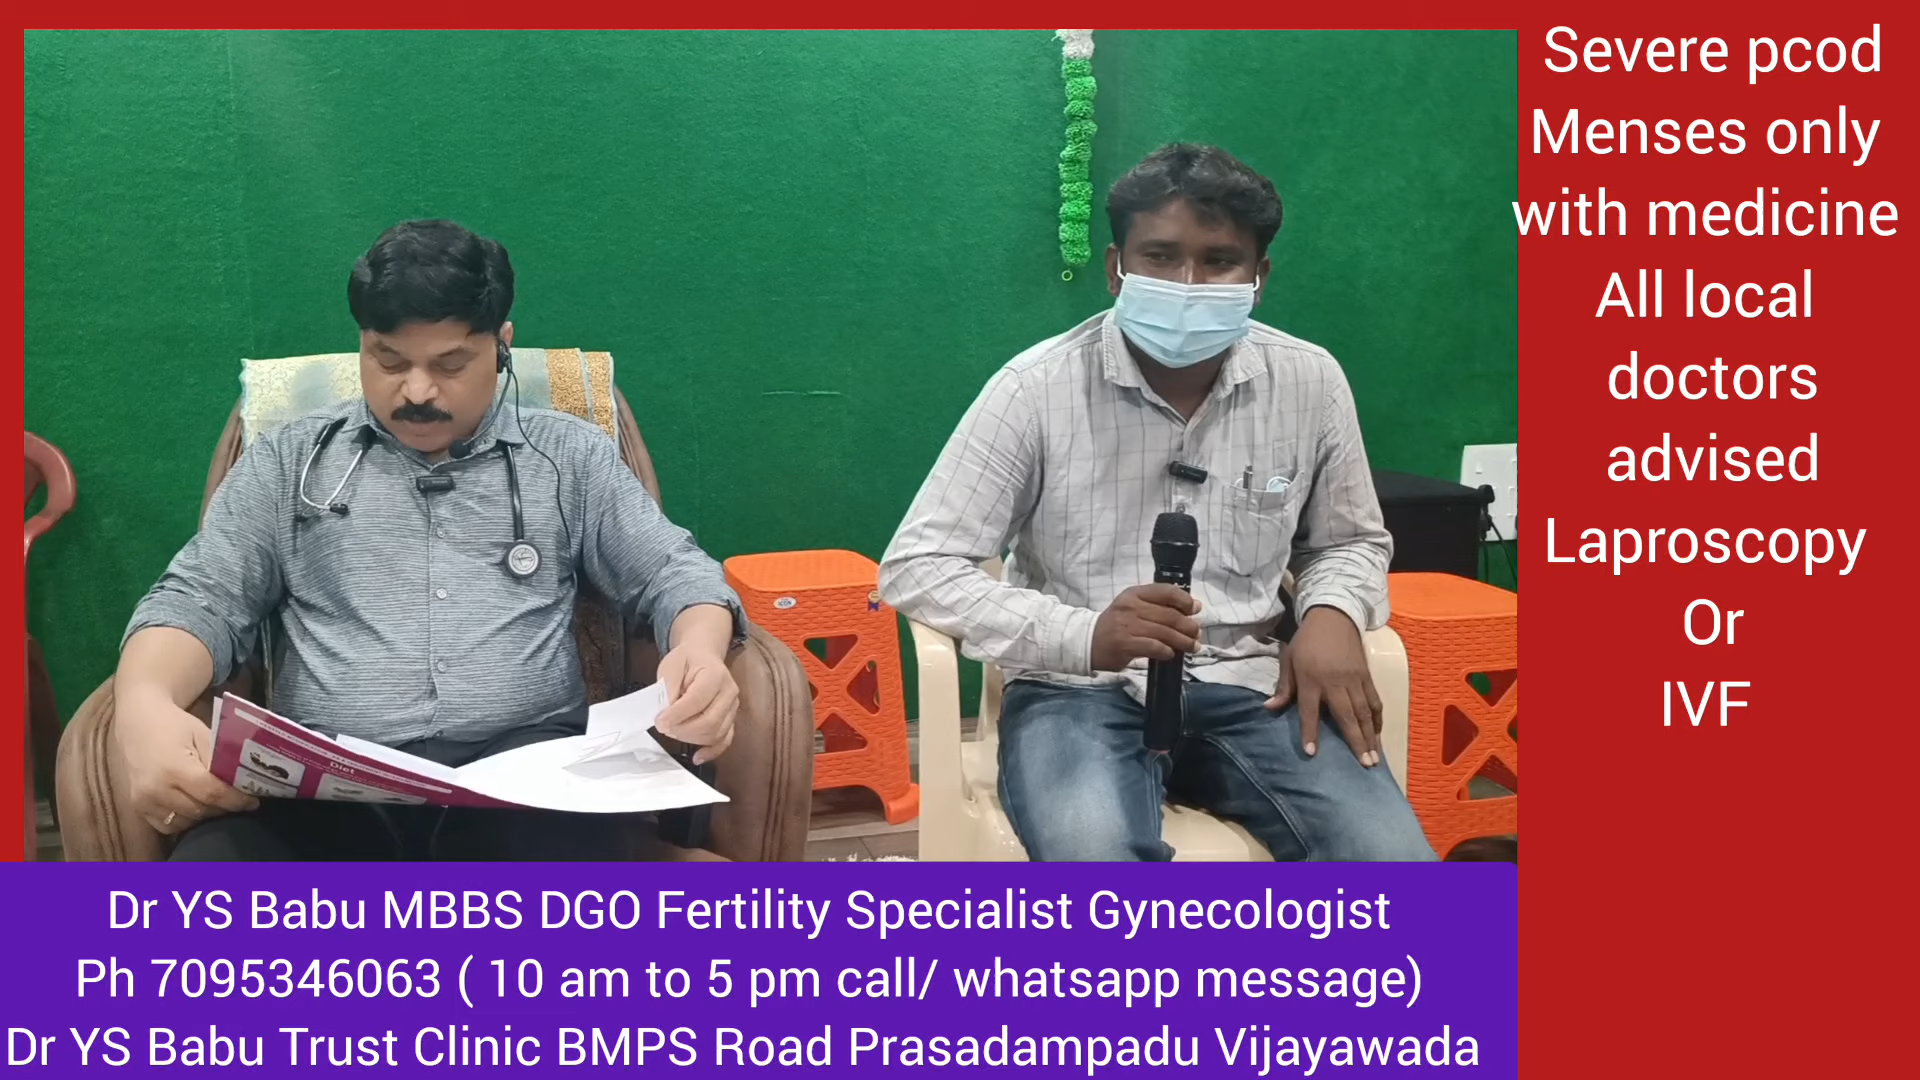 Severe pcod
Menses only
with medicine
All local
doctors
advised
Laproscopy
Or
IVF
Diet
Dr YS Babu MBBS DGO Fertility Specialist Gynecologist
Ph 7095346063 ( 10 am to 5 pm call/ whatsapp message)
Dr YS Babu Trust Clinic BMPS Road Prasadampadu Vijayawada